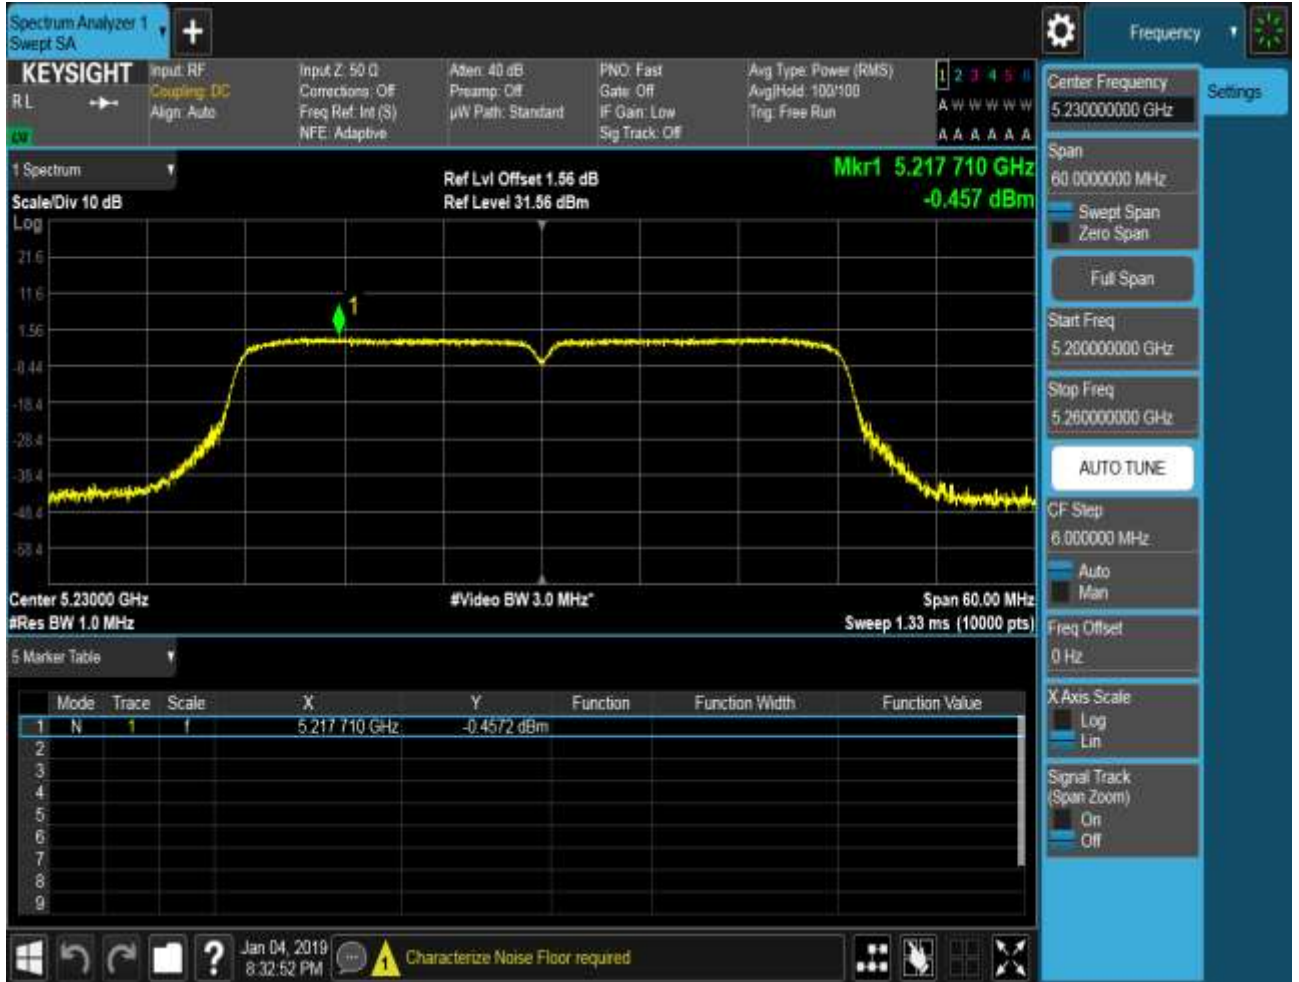 Spectrum Analyzer 1
Swept SA
+
Frequency
KEYSIGHT
R L
Input: RF
Coupling: DC
Align: Auto
Input Z: 50 Ω
Corrections: Off
Freq Ref: Int (S)
NFE: Adaptive
Atten: 40 dB
Preamp: Off
µW Path: Standard
PNO: Fast
Gate: Off
IF Gain: Low
Sig Track: Off
Avg Type: Power (RMS)
Avg|Hold: 100/100
Trig: Free Run
1 2 3 4 5 6
A W W W W W
A A A A A A
1 Spectrum
Scale/Div 10 dB
Ref Lvl Offset 1.56 dB
Ref Level 31.56 dBm
Mkr1 5.217 710 GHz
-0.457 dBm
Log
21.6
11.6
1.56
-8.44
-18.4
-28.4
-38.4
-48.4
-58.4
1
Center 5.23000 GHz
#Res BW 1.0 MHz
#Video BW 3.0 MHz*
Span 60.00 MHz
Sweep 1.33 ms (10000 pts)
5 Marker Table
Mode Trace Scale X Y Function Function Width Function Value
1 N 1 f 5.217 710 GHz -0.4572 dBm
2
3
4
5
6
7
8
9
Center Frequency
5.230000000 GHz
Settings
Span
60.0000000 MHz
Swept Span
Zero Span
Full Span
Start Freq
5.200000000 GHz
Stop Freq
5.260000000 GHz
AUTO TUNE
CF Step
6.000000 MHz
Auto
Man
Freq Offset
0 Hz
X Axis Scale
Log
Lin
Signal Track
(Span Zoom)
On
Off
?
Jan 04, 2019
8:32:52 PM
1
Characterize Noise Floor required